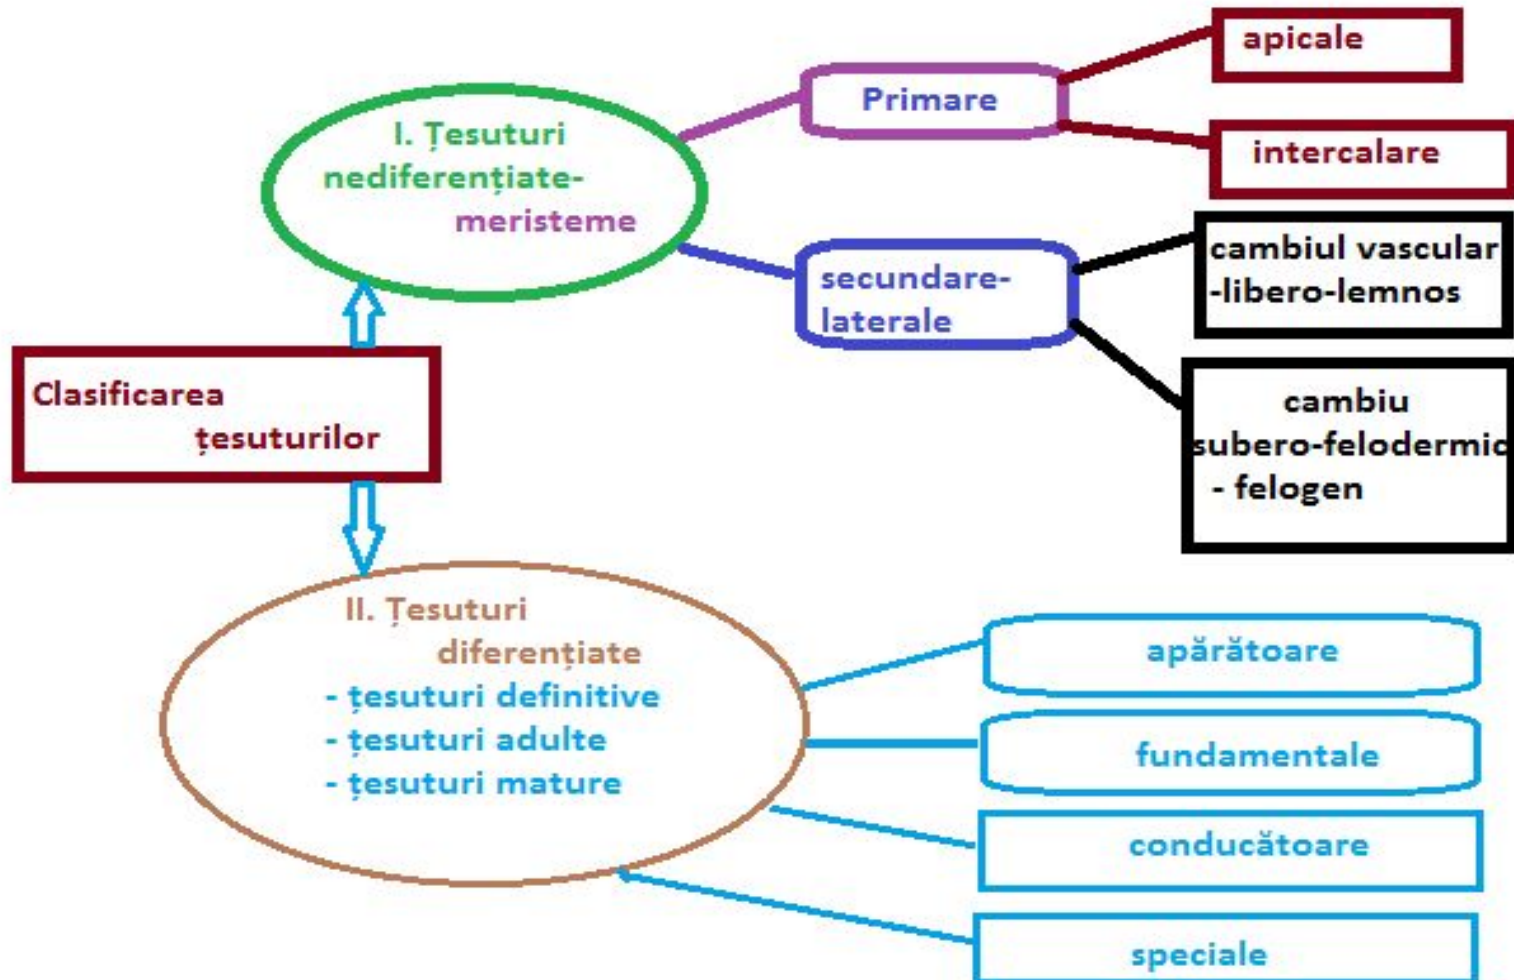 Clasificarea
țesuturilor
I. Țesuturi
nediferențiate-
meristeme
Primare
apicale
intercalare
secundare-
laterale
cambiul vascular
-libero-lemnos
cambiu
subero-felodermic
- felogen
II. Țesuturi
diferențiate
- țesuturi definitive
- țesuturi adulte
- țesuturi mature
apărătoare
fundamentale
conducătoare
speciale